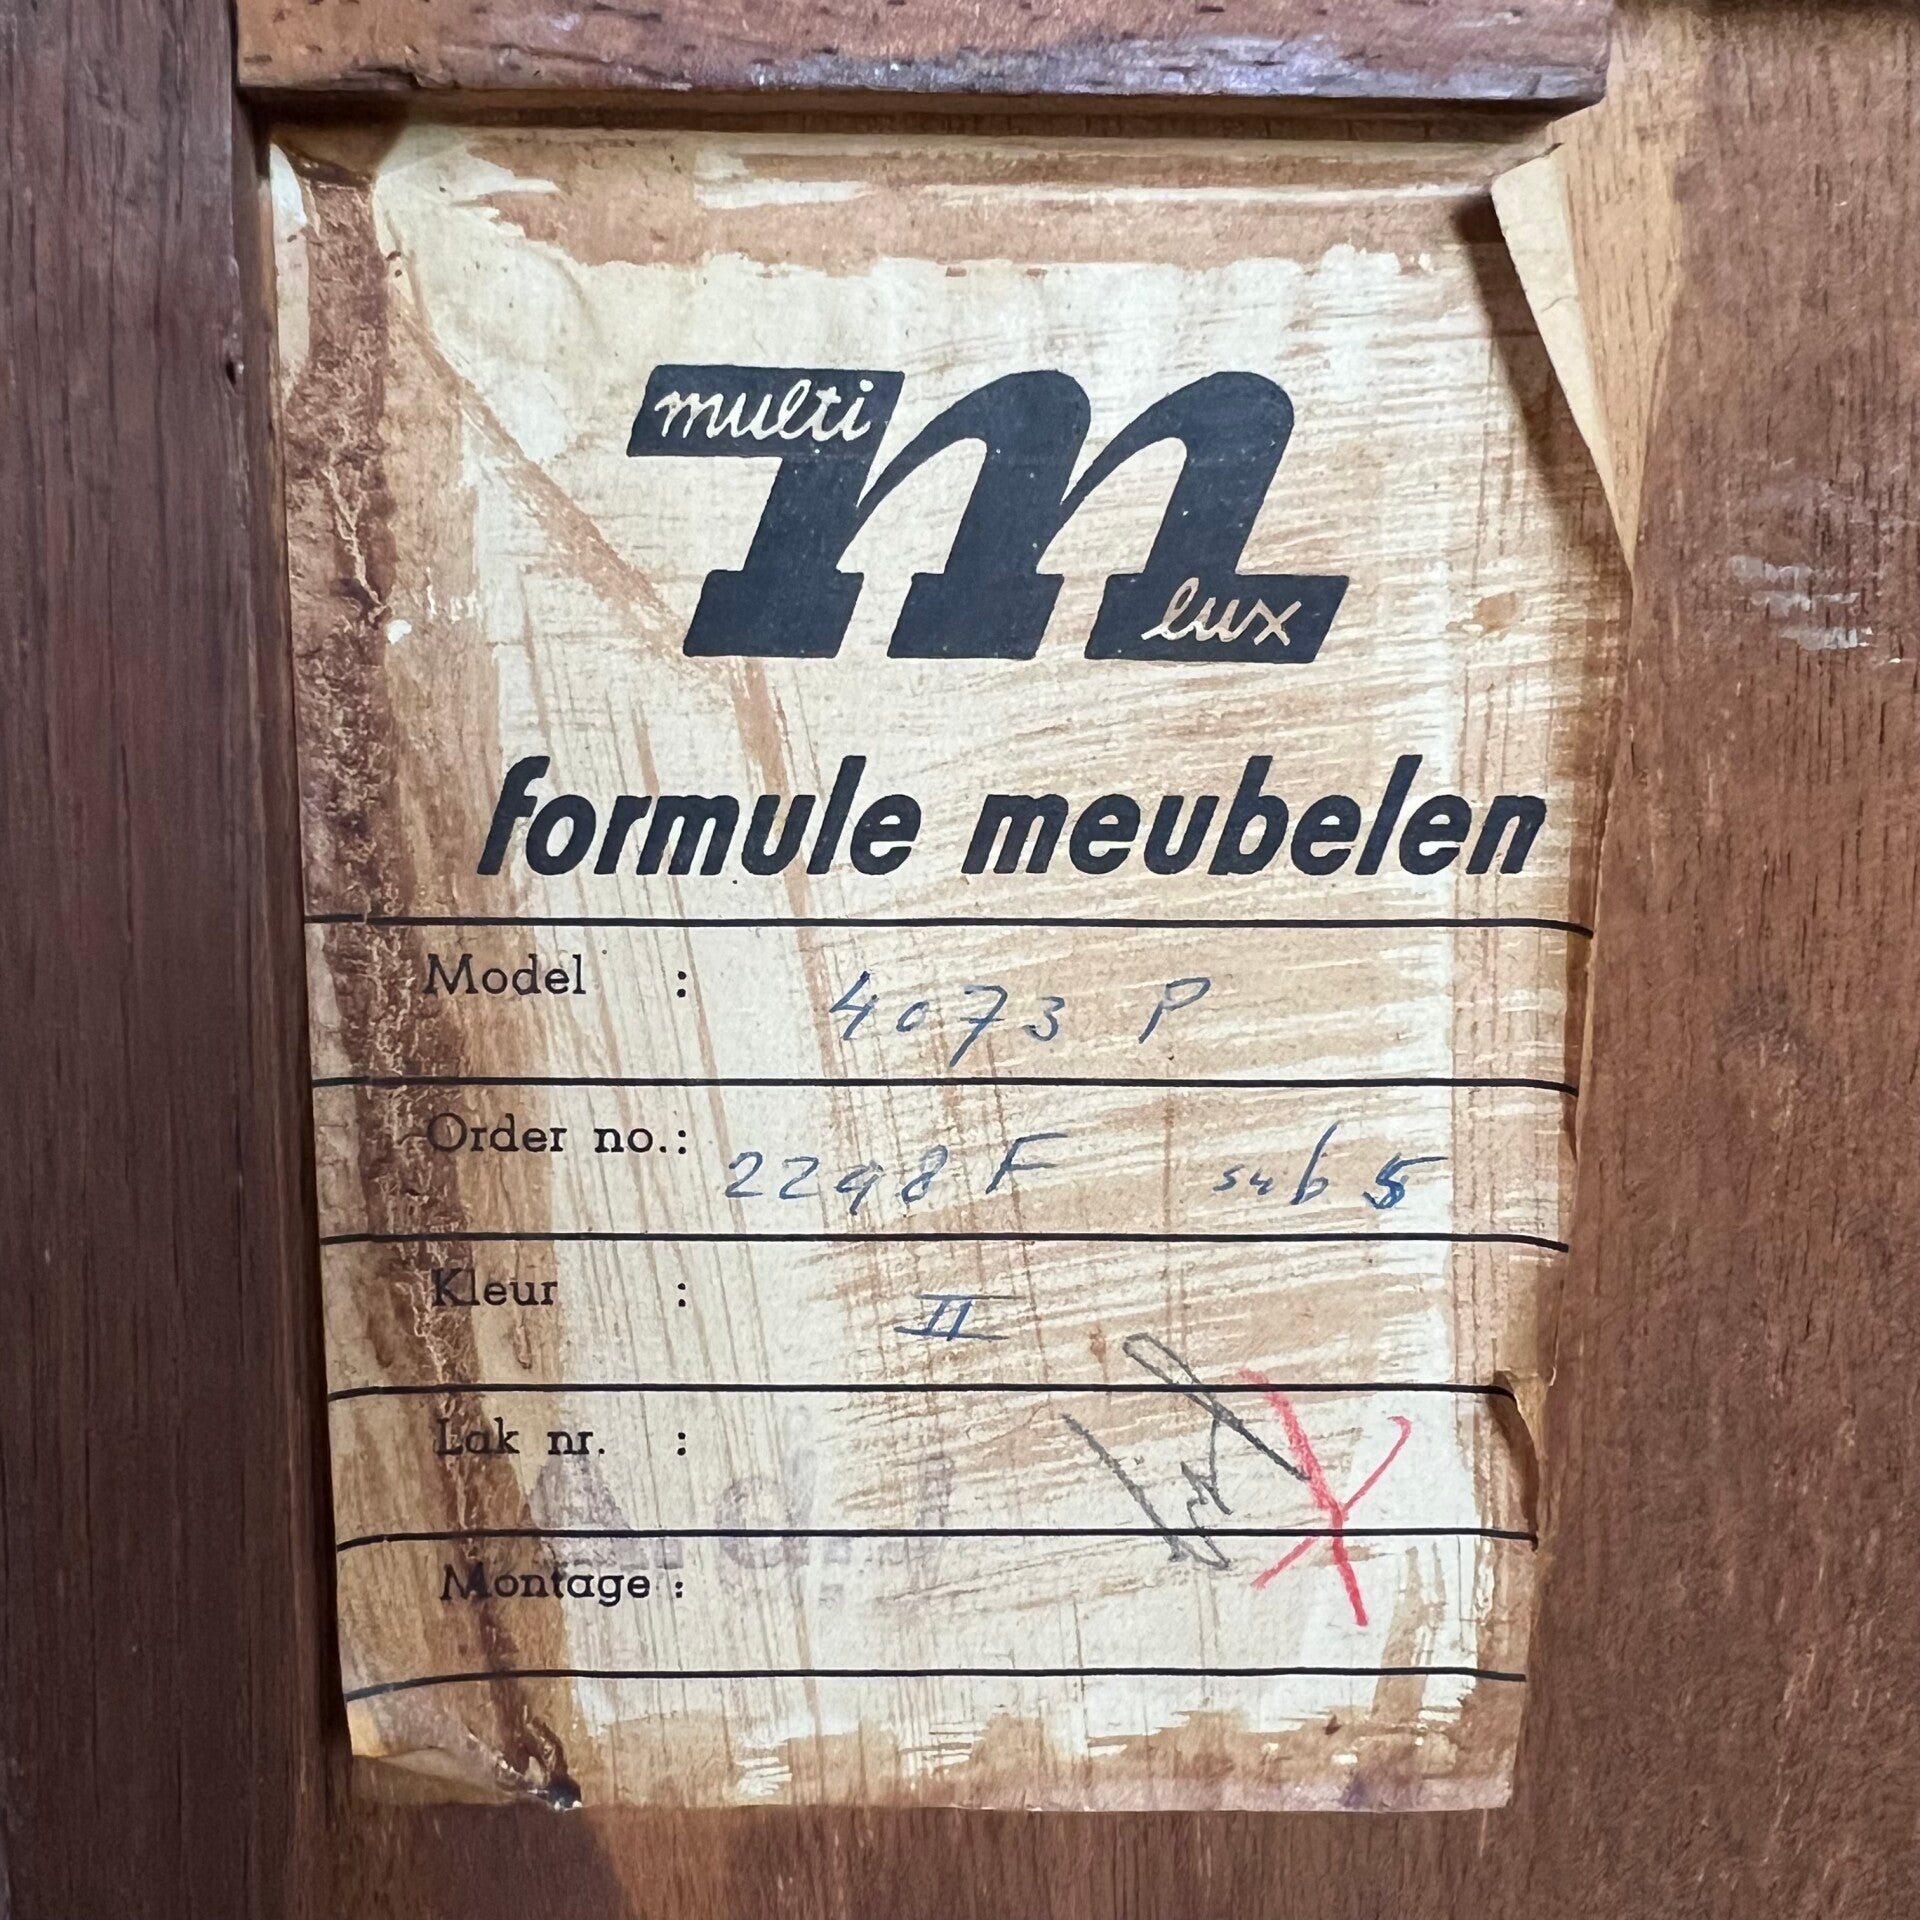 multi
m
lux
formule meubelen
Model : 4073 P
Order no.: 2298 F sub 5
Kleur : II
Lak nr. :
Montage :